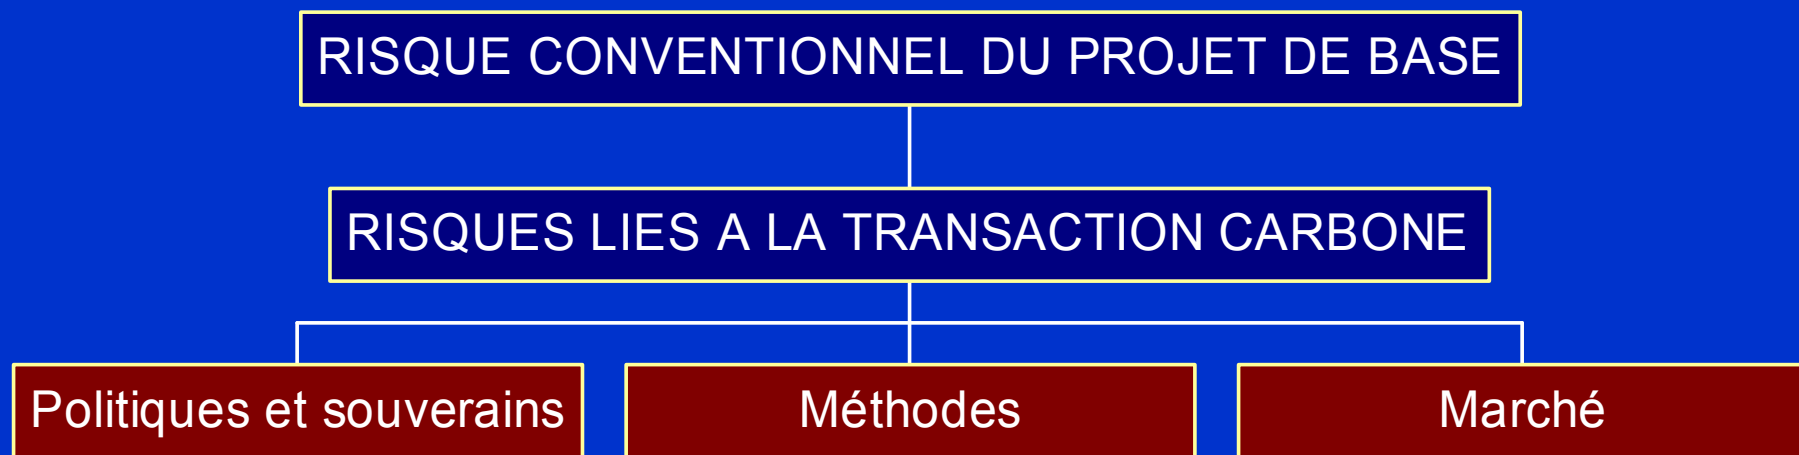 RISQUE CONVENTIONNEL DU PROJET DE BASE
RISQUES LIES A LA TRANSACTION CARBONE
Politiques et souverains
Méthodes
Marché